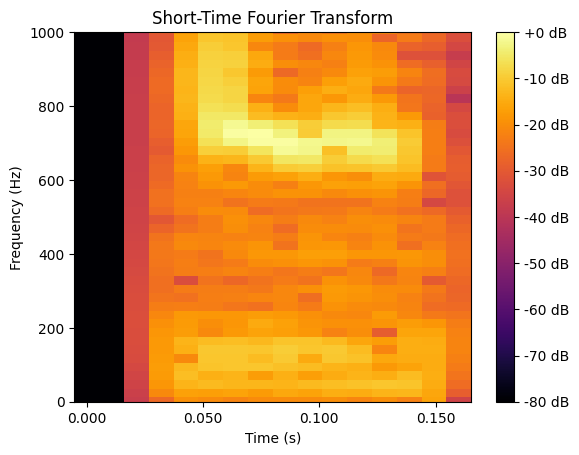 Short-Time Fourier Transform
1000
800
600
400
200
0
Frequency (Hz)
0.000
0.050
0.100
0.150
Time (s)
+0 dB
-10 dB
-20 dB
-30 dB
-40 dB
-50 dB
-60 dB
-70 dB
-80 dB